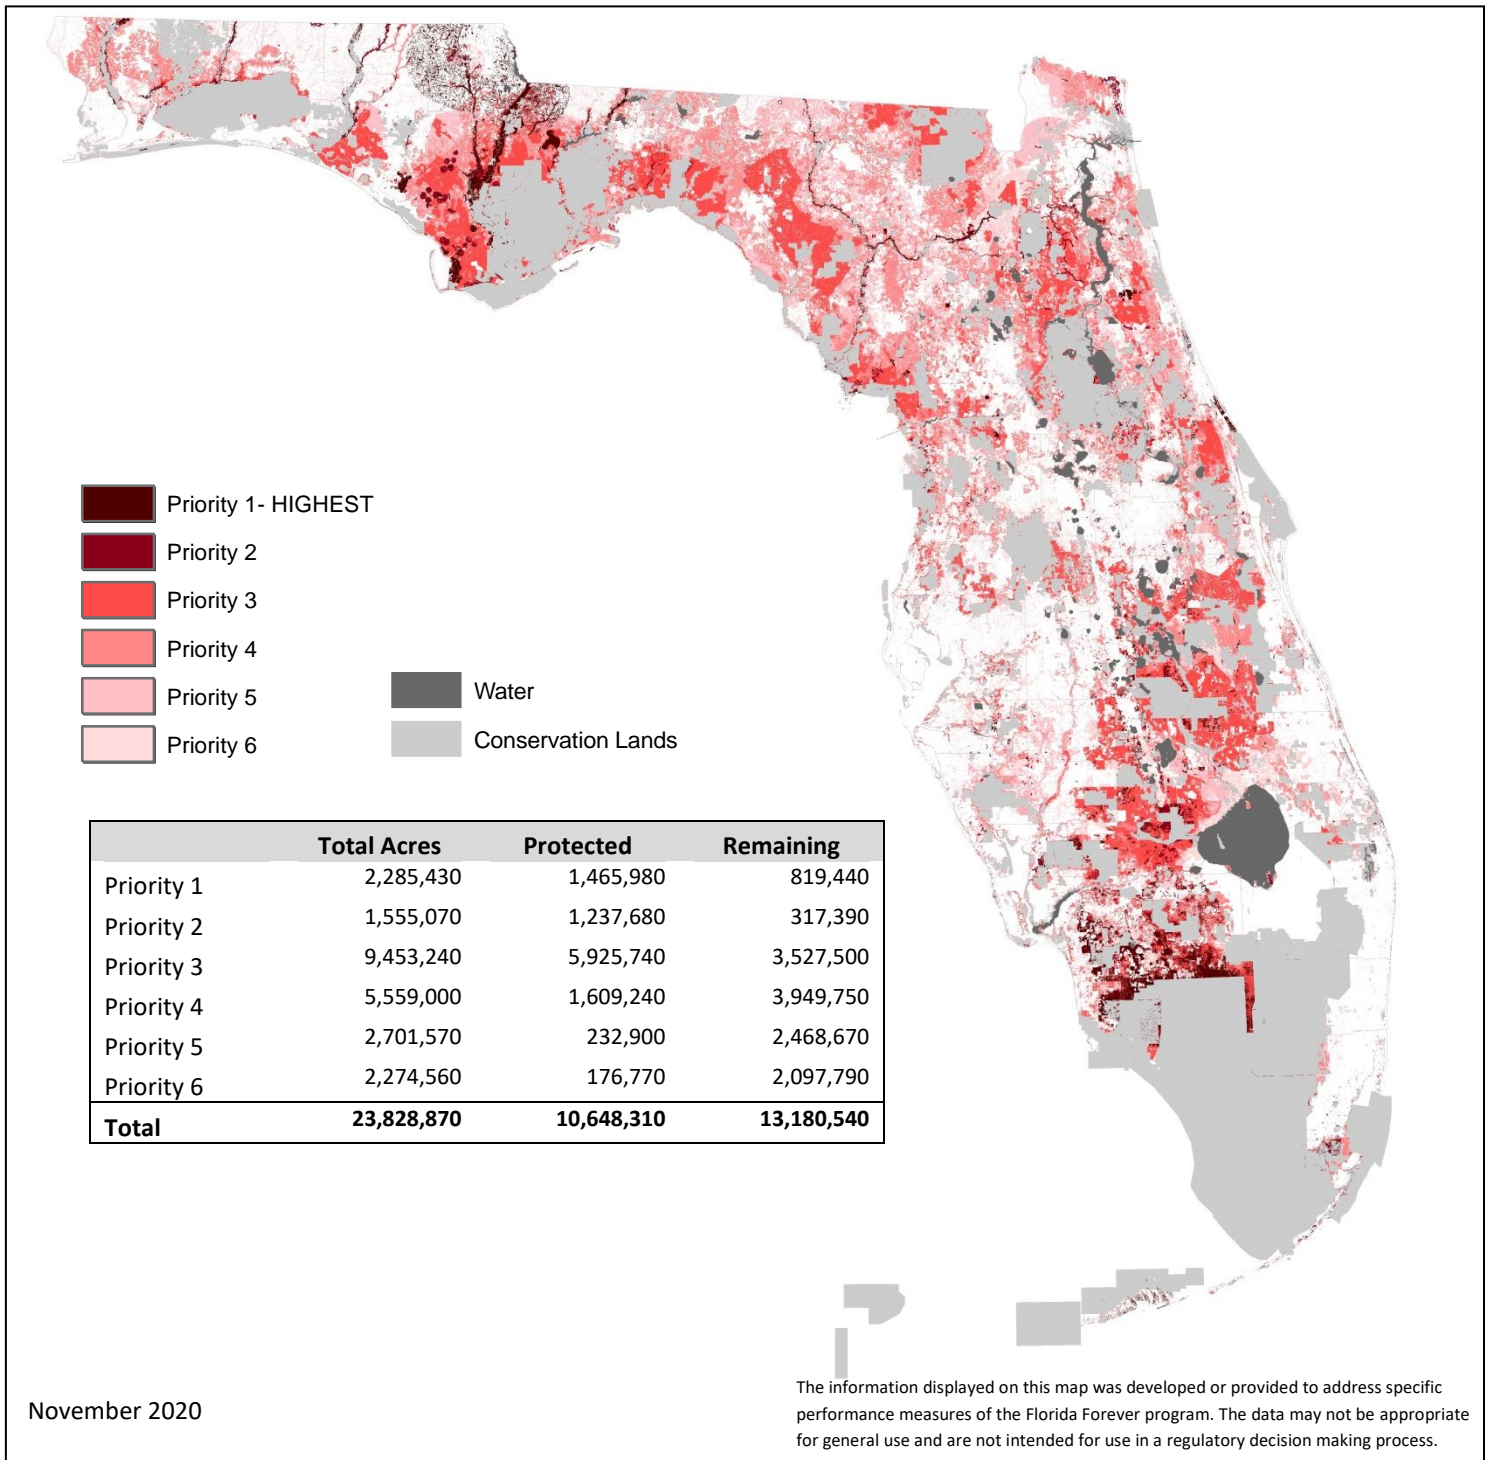 Priority 1- HIGHEST
Priority 2
Priority 3
Priority 4
Priority 5
Priority 6
Water
Conservation Lands
Total Acres Protected Remaining
Priority 1 2,285,430 1,465,980 819,440
Priority 2 1,555,070 1,237,680 317,390
Priority 3 9,453,240 5,925,740 3,527,500
Priority 4 5,559,000 1,609,240 3,949,750
Priority 5 2,701,570 232,900 2,468,670
Priority 6 2,274,560 176,770 2,097,790
Total 23,828,870 10,648,310 13,180,540
November 2020
The information displayed on this map was developed or provided to address specific
performance measures of the Florida Forever program. The data may not be appropriate
for general use and are not intended for use in a regulatory decision making process.